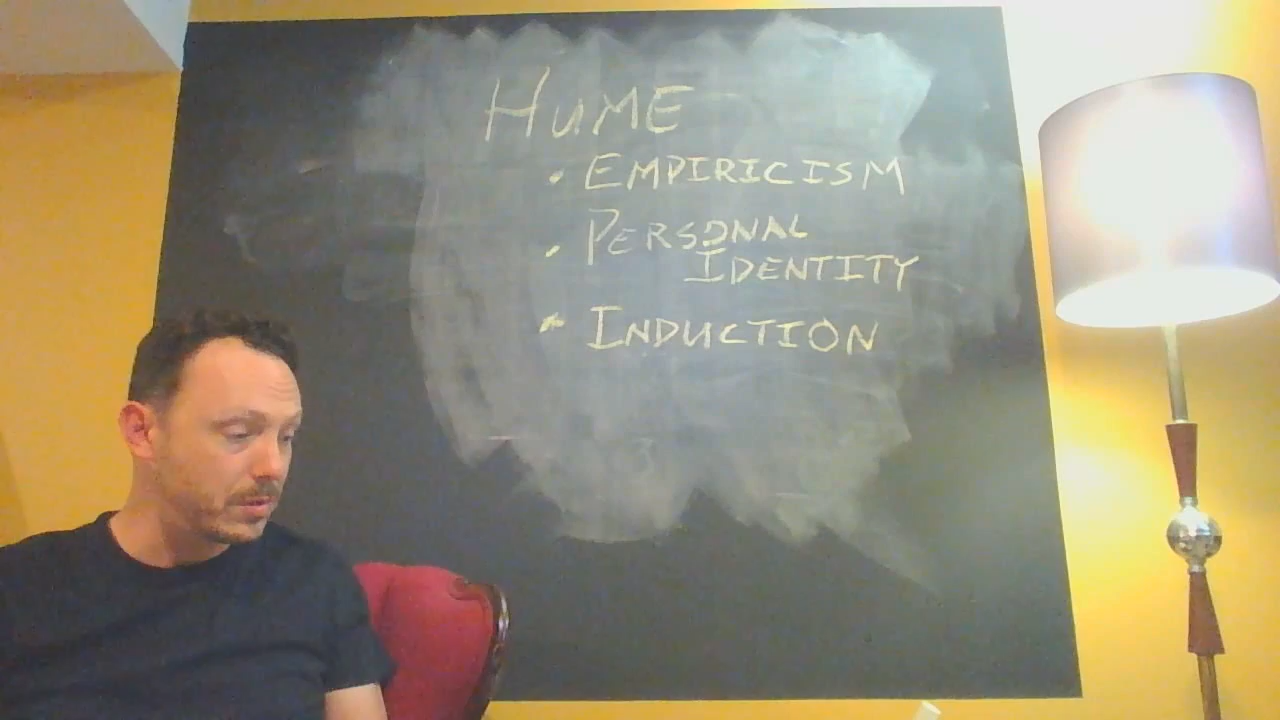 HUME
• EMPIRICISM
• PERSONAL
IDENTITY
• INDUCTION